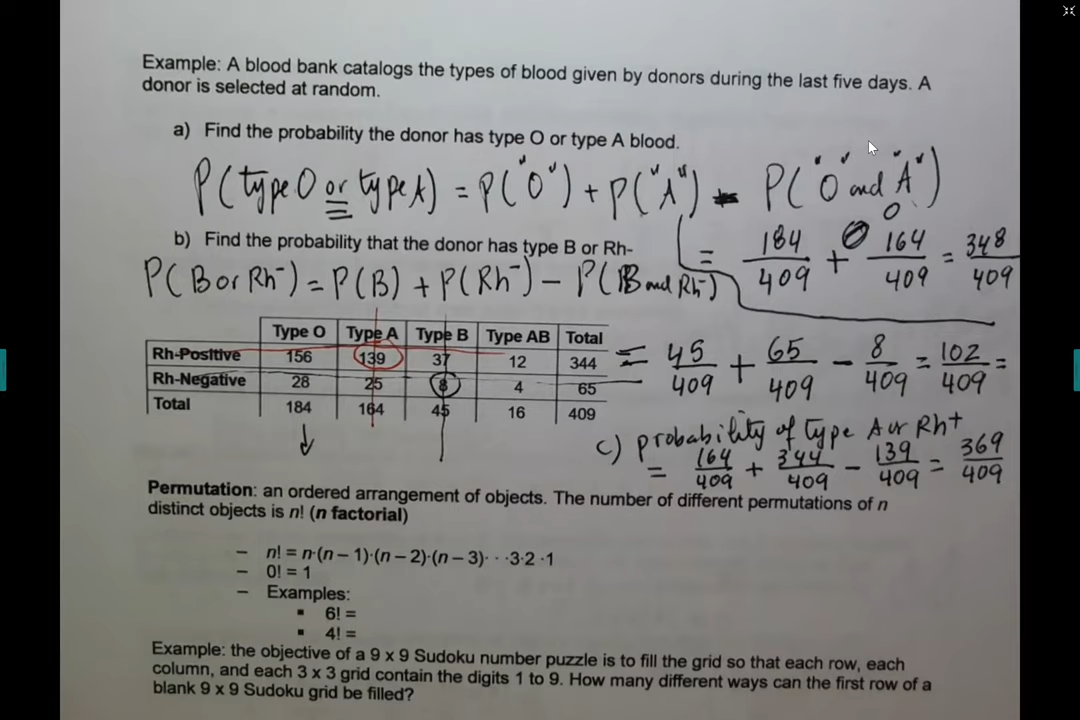 Example: A blood bank catalogs the types of blood given by donors during the last five days. A
donor is selected at random.
a) Find the probability the donor has type O or type A blood.
P(type O or type A) = P("O") + P("A") - P("O" and "A")
= 184/409 + 164/409 - 0 = 348/409
b) Find the probability that the donor has type B or Rh-
P(B or Rh⁻) = P(B) + P(Rh⁻) − P(B and Rh⁻)
Type O Type A Type B Type AB Total
Rh-Positive 156 139 37 12 344
Rh-Negative 28 25 8 4 65
Total 184 164 45 16 409
= 45/409 + 65/409 − 8/409 = 102/409 =
c) probability of type A or Rh+
= 164/409 + 344/409 − 139/409 = 369/409
Permutation: an ordered arrangement of objects. The number of different permutations of n
distinct objects is n! (n factorial)
– n! = n·(n – 1)·(n – 2)·(n – 3)· · ·3·2 ·1
– 0! = 1
– Examples:
▪ 6! =
▪ 4! =
Example: the objective of a 9 x 9 Sudoku number puzzle is to fill the grid so that each row, each
column, and each 3 x 3 grid contain the digits 1 to 9. How many different ways can the first row of a
blank 9 x 9 Sudoku grid be filled?